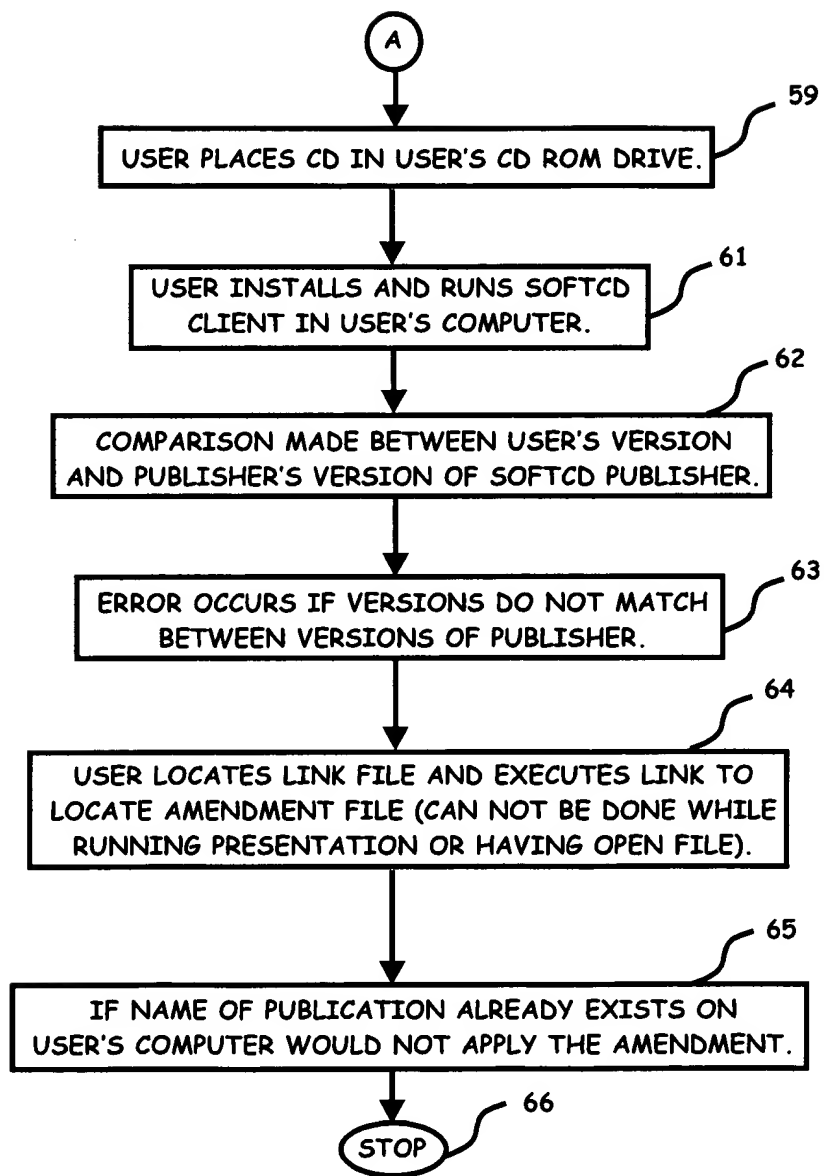 A
59
USER PLACES CD IN USER'S CD ROM DRIVE.
61
USER INSTALLS AND RUNS SOFTCD
CLIENT IN USER'S COMPUTER.
62
COMPARISON MADE BETWEEN USER'S VERSION
AND PUBLISHER'S VERSION OF SOFTCD PUBLISHER.
63
ERROR OCCURS IF VERSIONS DO NOT MATCH
BETWEEN VERSIONS OF PUBLISHER.
64
USER LOCATES LINK FILE AND EXECUTES LINK TO
LOCATE AMENDMENT FILE (CAN NOT BE DONE WHILE
RUNNING PRESENTATION OR HAVING OPEN FILE).
65
IF NAME OF PUBLICATION ALREADY EXISTS ON
USER'S COMPUTER WOULD NOT APPLY THE AMENDMENT.
66
STOP